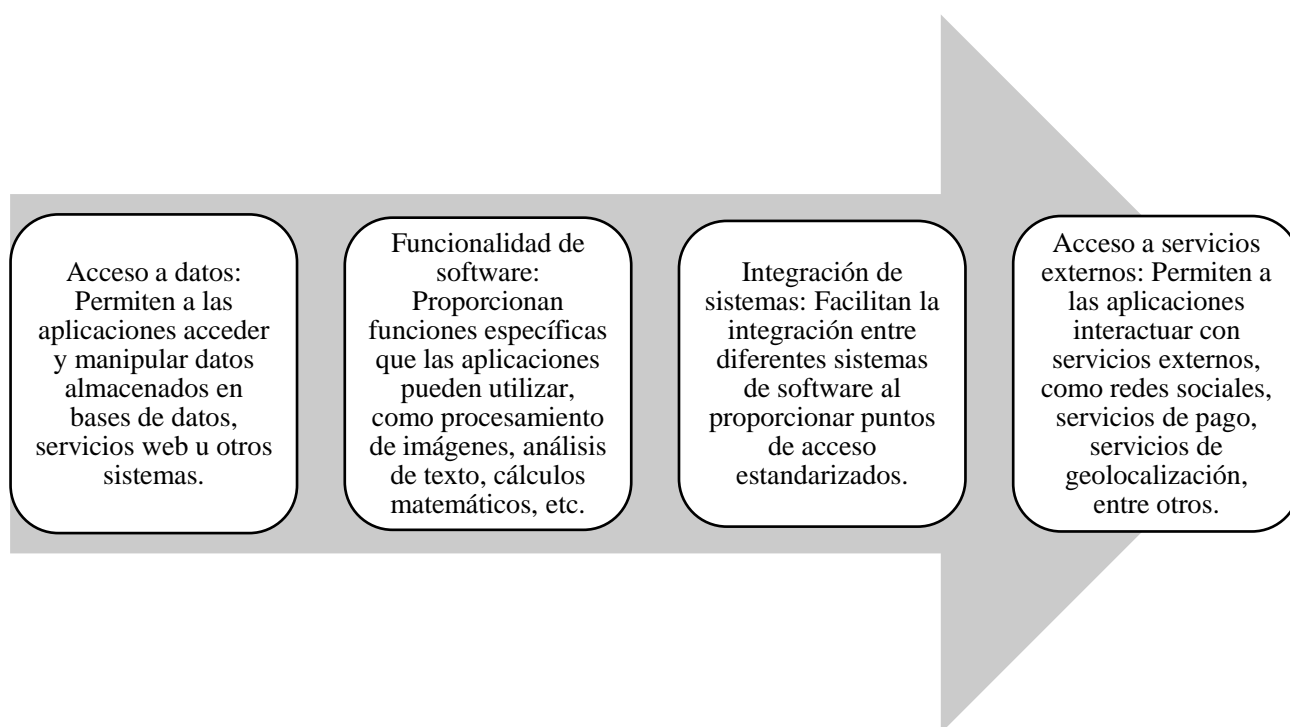 Acceso a datos:
Permiten a las
aplicaciones acceder
y manipular datos
almacenados en
bases de datos,
servicios web u otros
sistemas.
Funcionalidad de
software:
Proporcionan
funciones específicas
que las aplicaciones
pueden utilizar,
como procesamiento
de imágenes, análisis
de texto, cálculos
matemáticos, etc.
Integración de
sistemas: Facilitan la
integración entre
diferentes sistemas
de software al
proporcionar puntos
de acceso
estandarizados.
Acceso a servicios
externos: Permiten a
las aplicaciones
interactuar con
servicios externos,
como redes sociales,
servicios de pago,
servicios de
geolocalización,
entre otros.